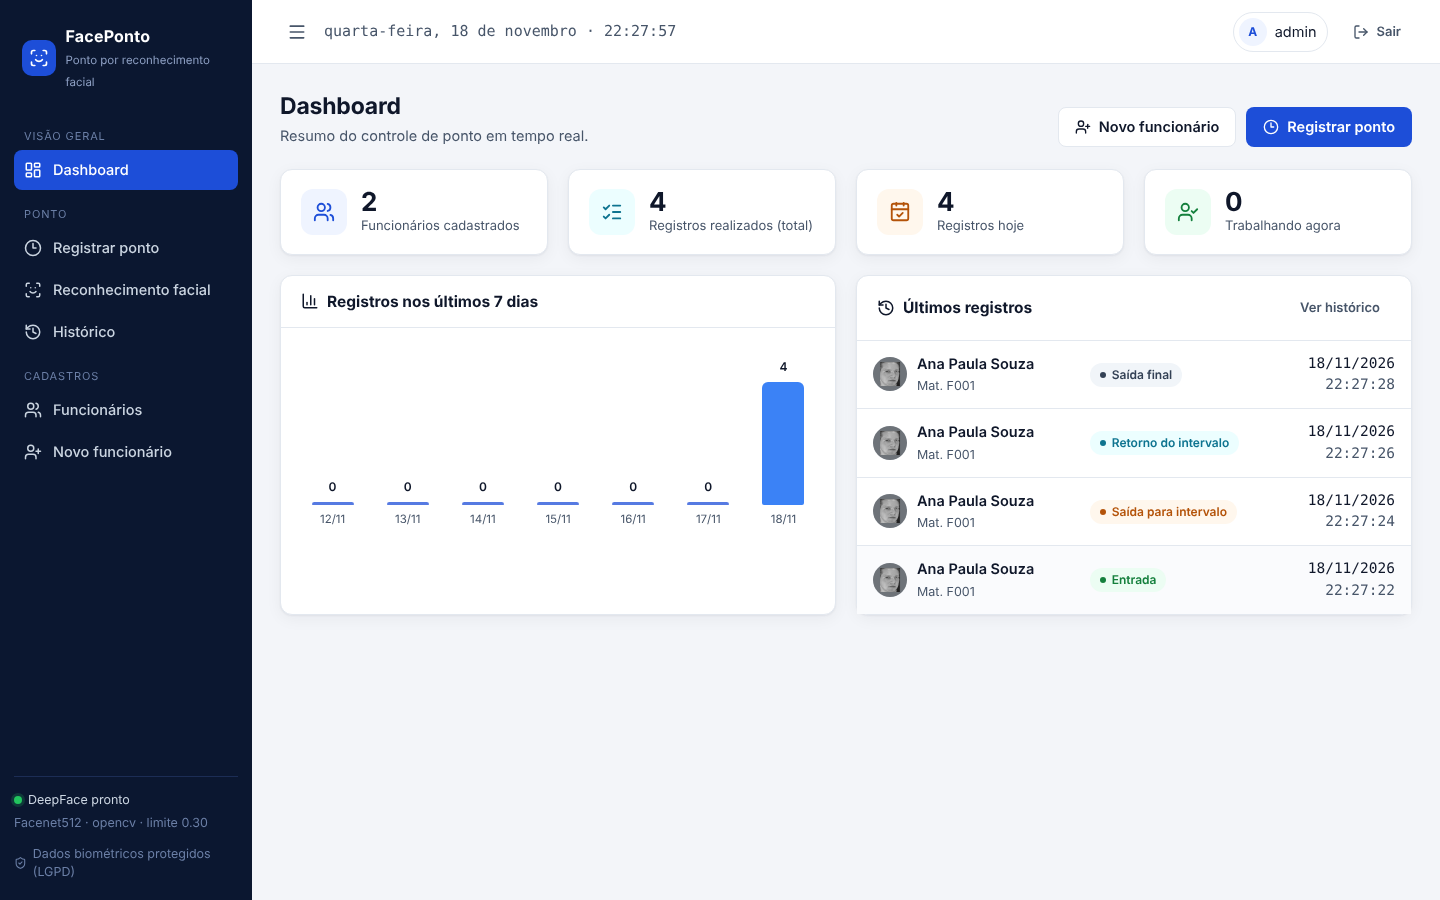 FacePonto
Ponto por reconhecimento
facial
VISÃO GERAL
Dashboard
PONTO
Registrar ponto
Reconhecimento facial
Histórico
CADASTROS
Funcionários
Novo funcionário
DeepFace pronto
Facenet512 · opencv · limite 0.30
Dados biométricos protegidos
(LGPD)
quarta-feira, 18 de novembro · 22:27:57
A admin
Sair
Dashboard
Resumo do controle de ponto em tempo real.
Novo funcionário
Registrar ponto
2
Funcionários cadastrados
4
Registros realizados (total)
4
Registros hoje
0
Trabalhando agora
Registros nos últimos 7 dias
0 0 0 0 0 0 4
12/11 13/11 14/11 15/11 16/11 17/11 18/11
Últimos registros
Ver histórico
Ana Paula Souza
Mat. F001
Saída final
18/11/2026
22:27:28
Ana Paula Souza
Mat. F001
Retorno do intervalo
18/11/2026
22:27:26
Ana Paula Souza
Mat. F001
Saída para intervalo
18/11/2026
22:27:24
Ana Paula Souza
Mat. F001
Entrada
18/11/2026
22:27:22